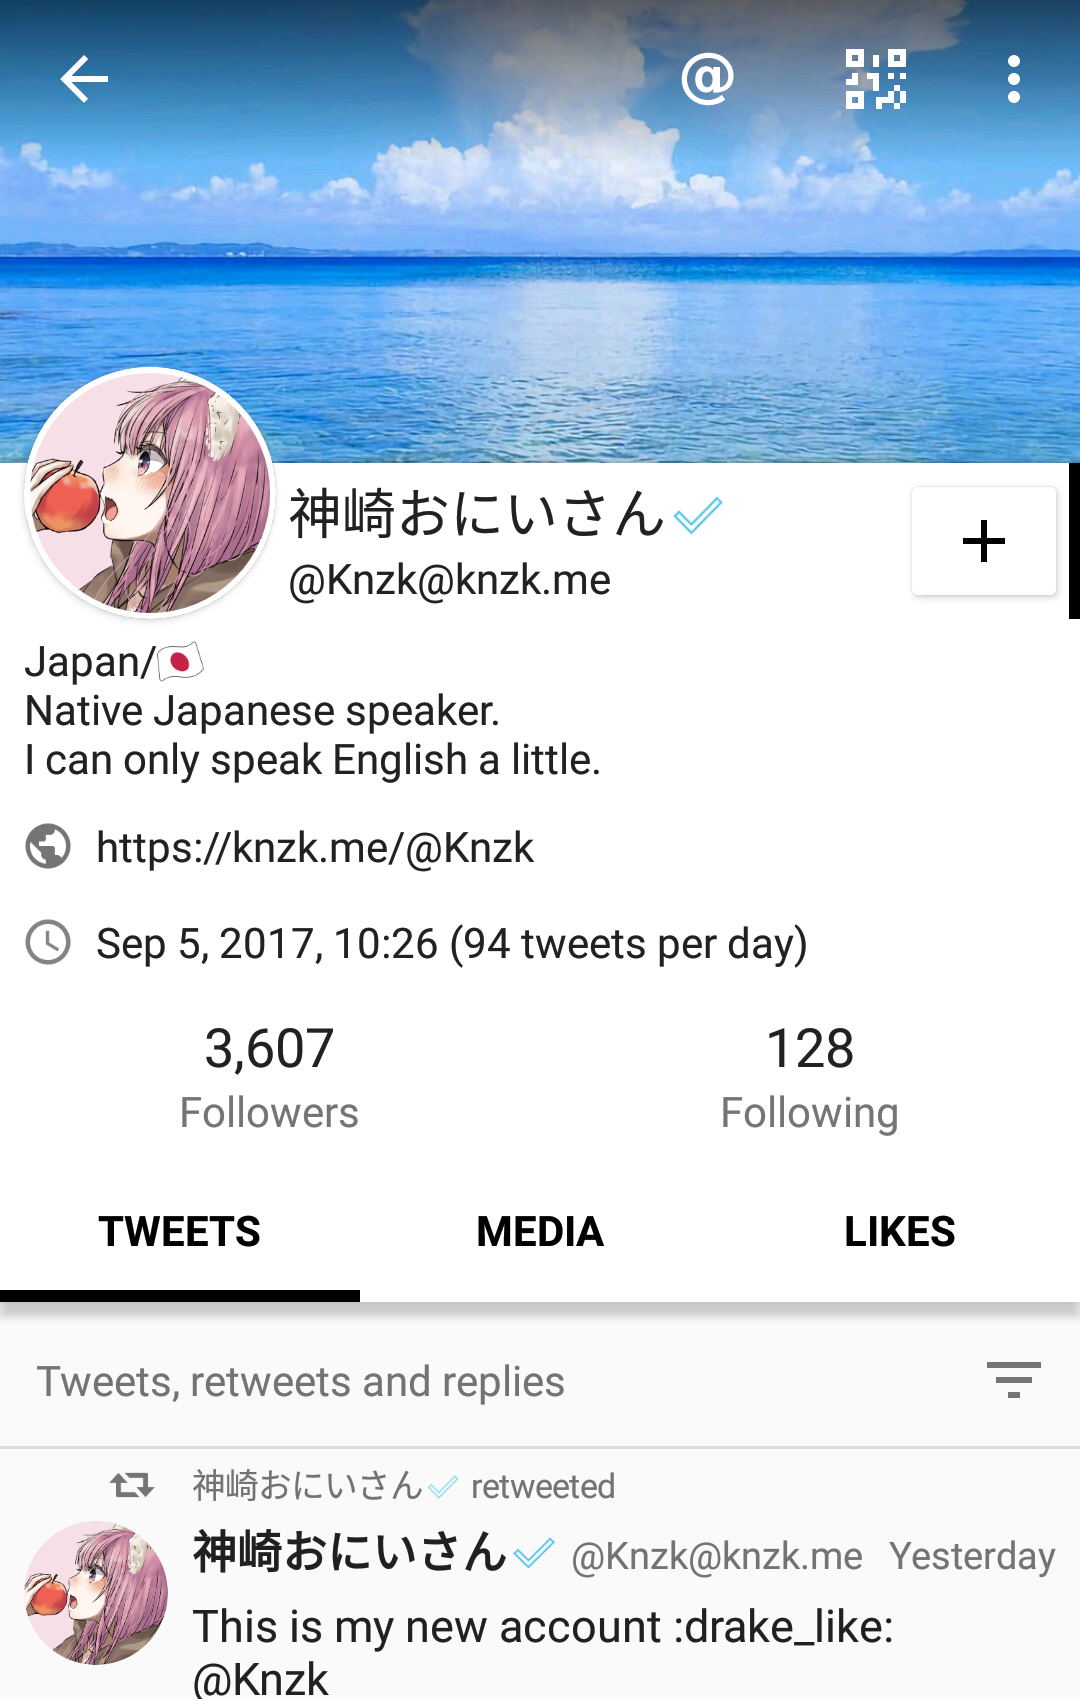 神崎おにいさん
@Knzk@knzk.me
Japan/🇯🇵
Native Japanese speaker.
I can only speak English a little.
https://knzk.me/@Knzk
Sep 5, 2017, 10:26 (94 tweets per day)
3,607 128
Followers Following
TWEETS MEDIA LIKES
Tweets, retweets and replies
神崎おにいさん retweeted
神崎おにいさん @Knzk@knzk.me Yesterday
This is my new account :drake_like:
@Knzk